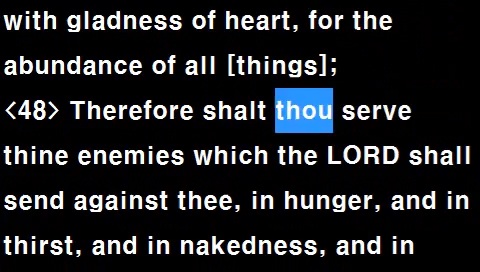 with gladness of heart, for the
abundance of all [things];
<48> Therefore shalt thou serve
thine enemies which the LORD shall
send against thee, in hunger, and in
thirst, and in nakedness, and in